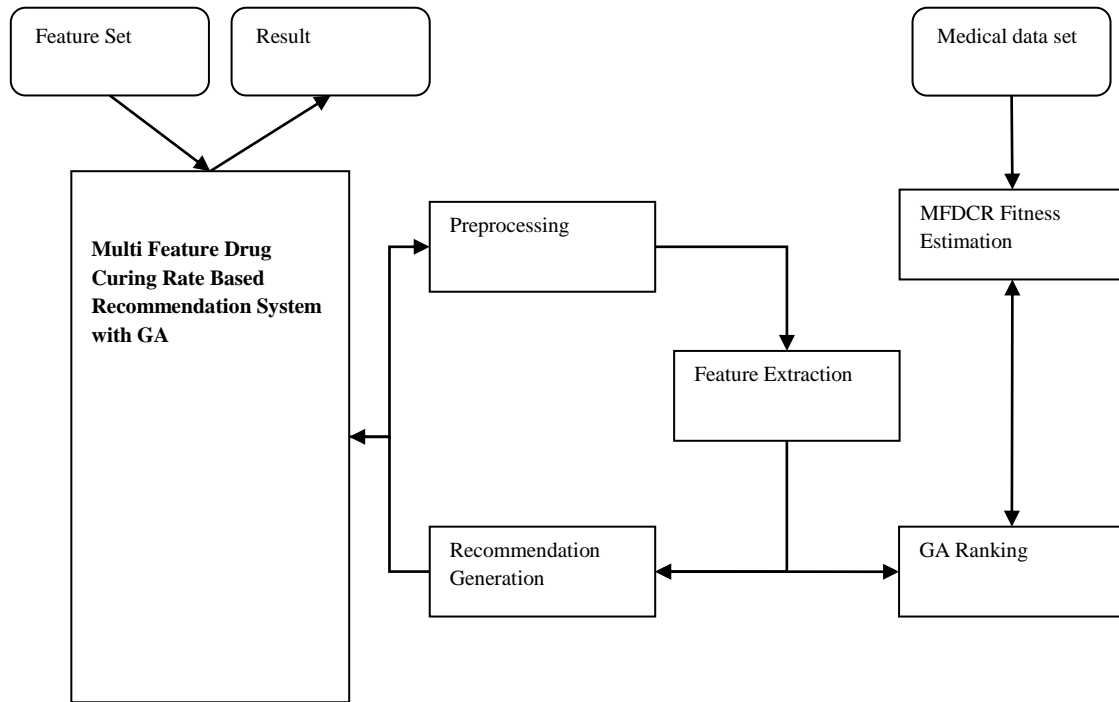 Feature Set
Result
Medical data set
Multi Feature Drug
Curing Rate Based
Recommendation System
with GA
Preprocessing
MFDCR Fitness
Estimation
Feature Extraction
Recommendation
Generation
GA Ranking